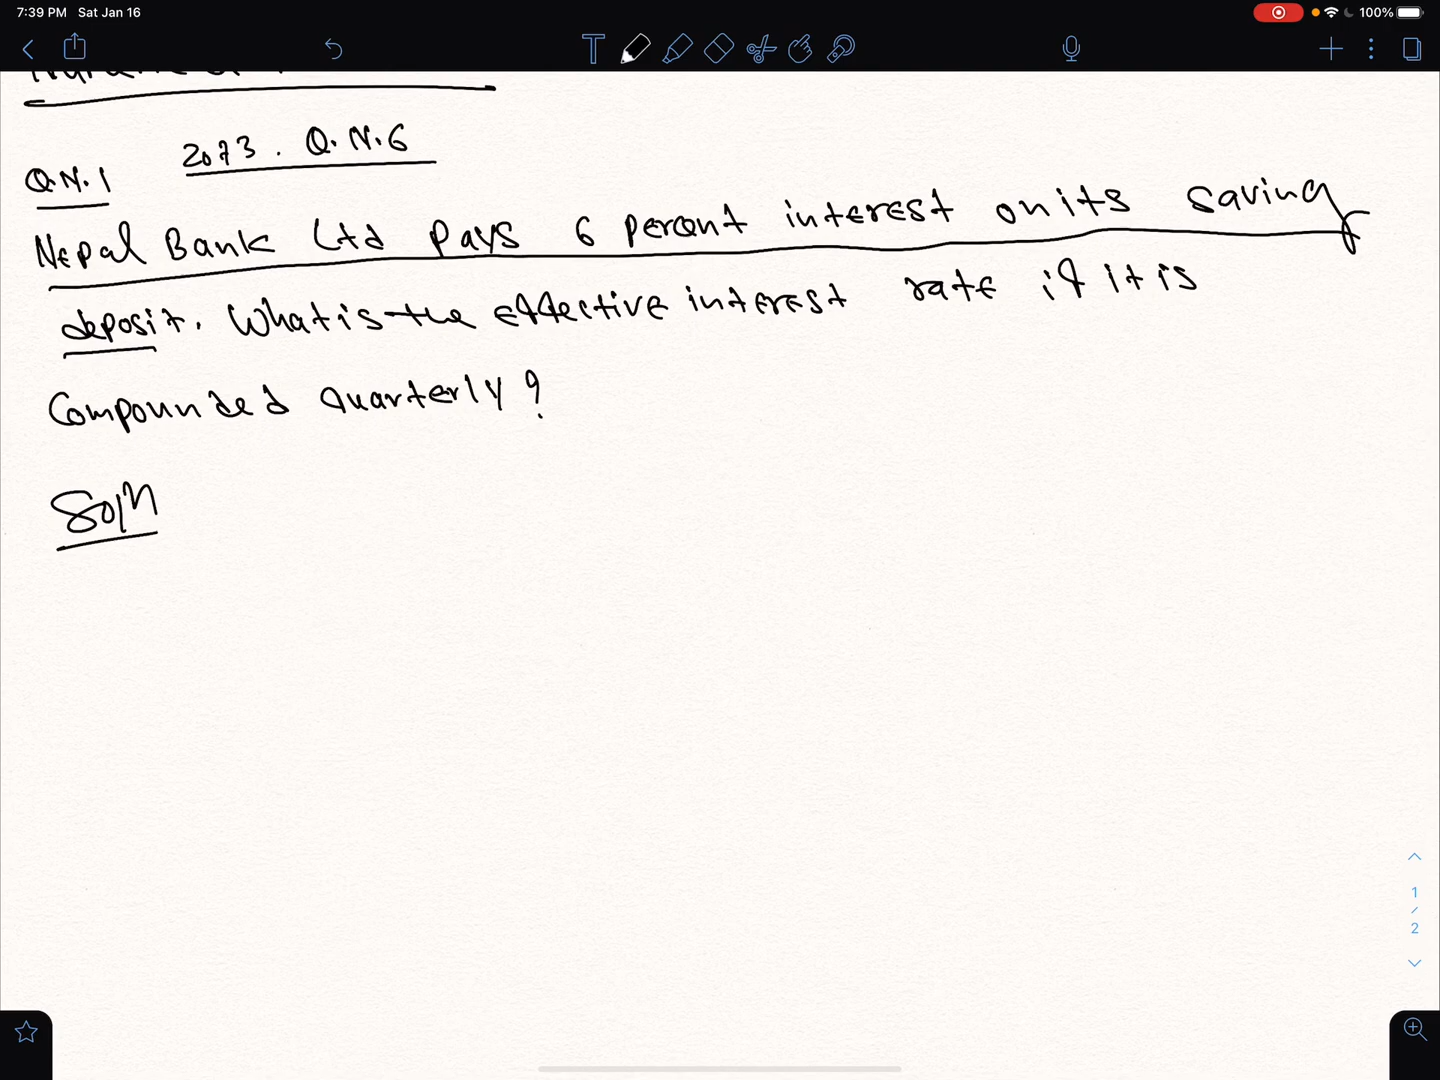 7:39 PM Sat Jan 16
100%
2073. Q.N.6
Q.N.1
Nepal Bank Ltd Pays 6 percent interest on its saving
deposit. What is the effective interest rate if it is
Compounded quarterly?
Soln
1
/
2